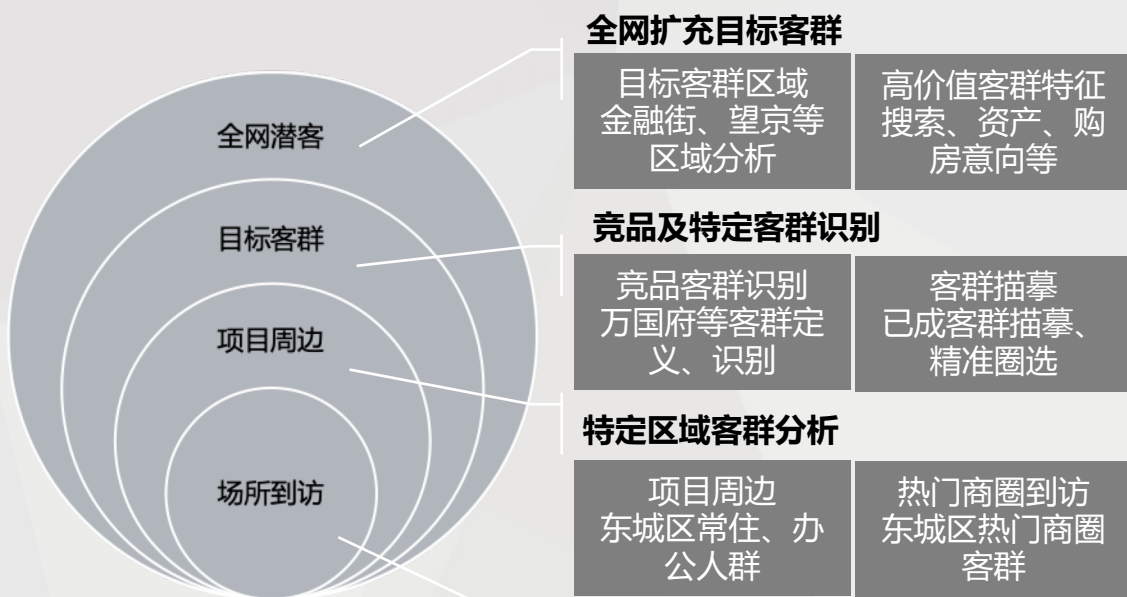 全网潜客
目标客群
项目周边
场所到访
全网扩充目标客群
目标客群区域
金融街、望京等
区域分析
高价值客群特征
搜索、资产、购
房意向等
竞品及特定客群识别
竞品客群识别
万国府等客群定
义、识别
客群描摹
已成客群描摹、
精准圈选
特定区域客群分析
项目周边
东城区常住、办
公人群
热门商圈到访
东城区热门商圈
客群